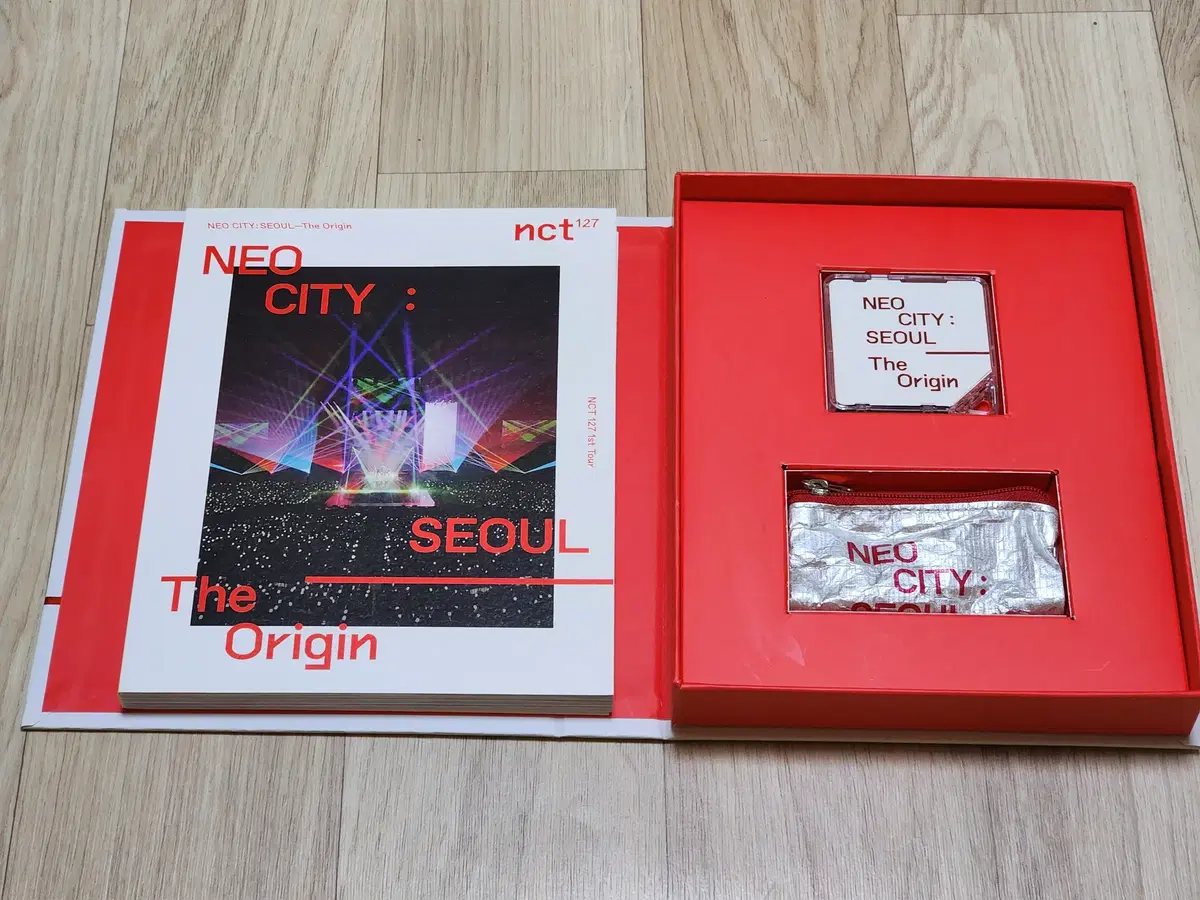 NEO CITY : SEOUL—The Origin
nct127
NEO
CITY :
NCT 127 1st Tour
SEOUL
The
Origin
NEO
CITY :
SEOUL
The
Origin
NEO
CITY :
SEOUL